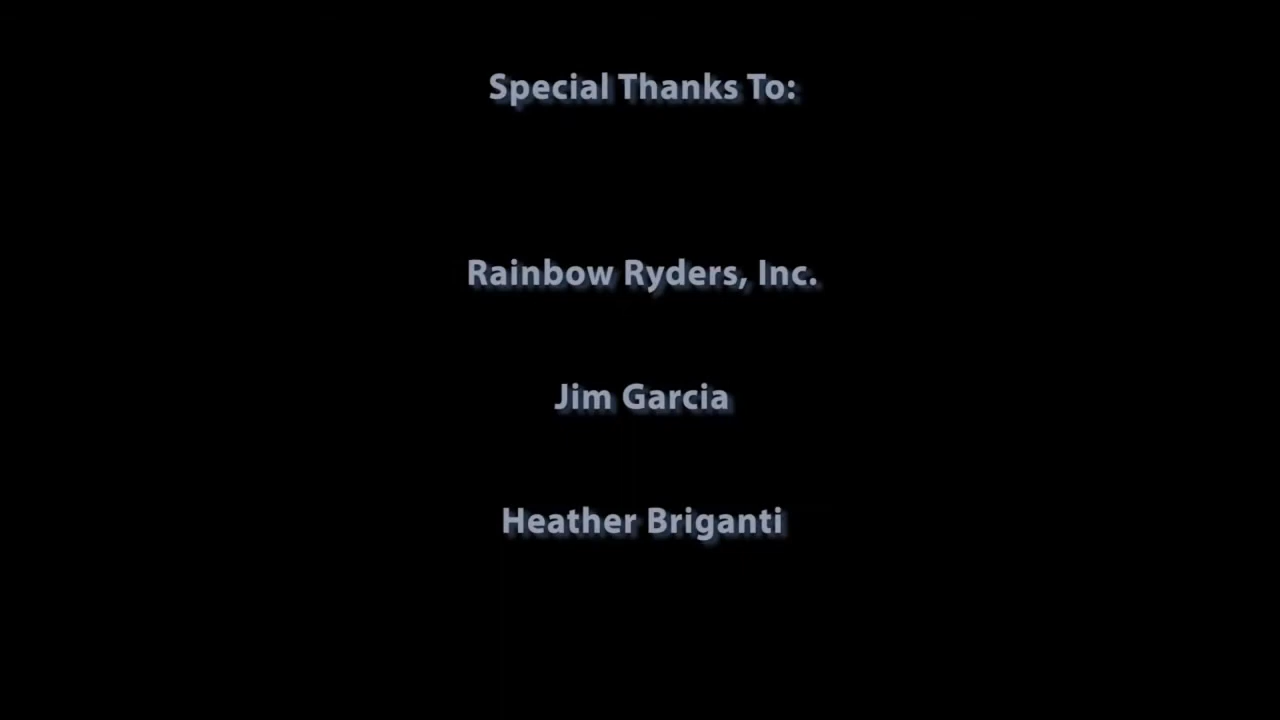 Special Thanks To:
Rainbow Ryders, Inc.
Jim Garcia
Heather Briganti